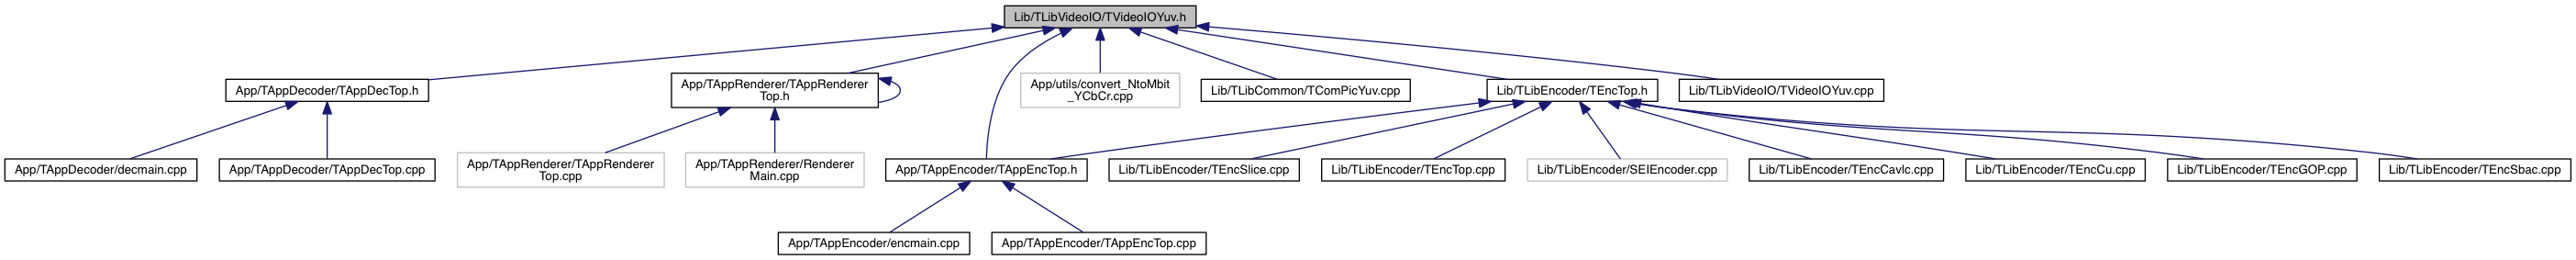 Lib/TLibVideoIO/TVideoIOYuv.h
App/TAppDecoder/TAppDecTop.h
App/TAppRenderer/TAppRenderer
Top.h
App/utils/convert_NtoMbit
_YCbCr.cpp
Lib/TLibCommon/TComPicYuv.cpp
Lib/TLibEncoder/TEncTop.h
Lib/TLibVideoIO/TVideoIOYuv.cpp
App/TAppDecoder/decmain.cpp
App/TAppDecoder/TAppDecTop.cpp
App/TAppRenderer/TAppRenderer
Top.cpp
App/TAppRenderer/Renderer
Main.cpp
App/TAppEncoder/TAppEncTop.h
Lib/TLibEncoder/TEncSlice.cpp
Lib/TLibEncoder/TEncTop.cpp
Lib/TLibEncoder/SEIEncoder.cpp
Lib/TLibEncoder/TEncCavlc.cpp
Lib/TLibEncoder/TEncCu.cpp
Lib/TLibEncoder/TEncGOP.cpp
Lib/TLibEncoder/TEncSbac.cpp
App/TAppEncoder/encmain.cpp
App/TAppEncoder/TAppEncTop.cpp